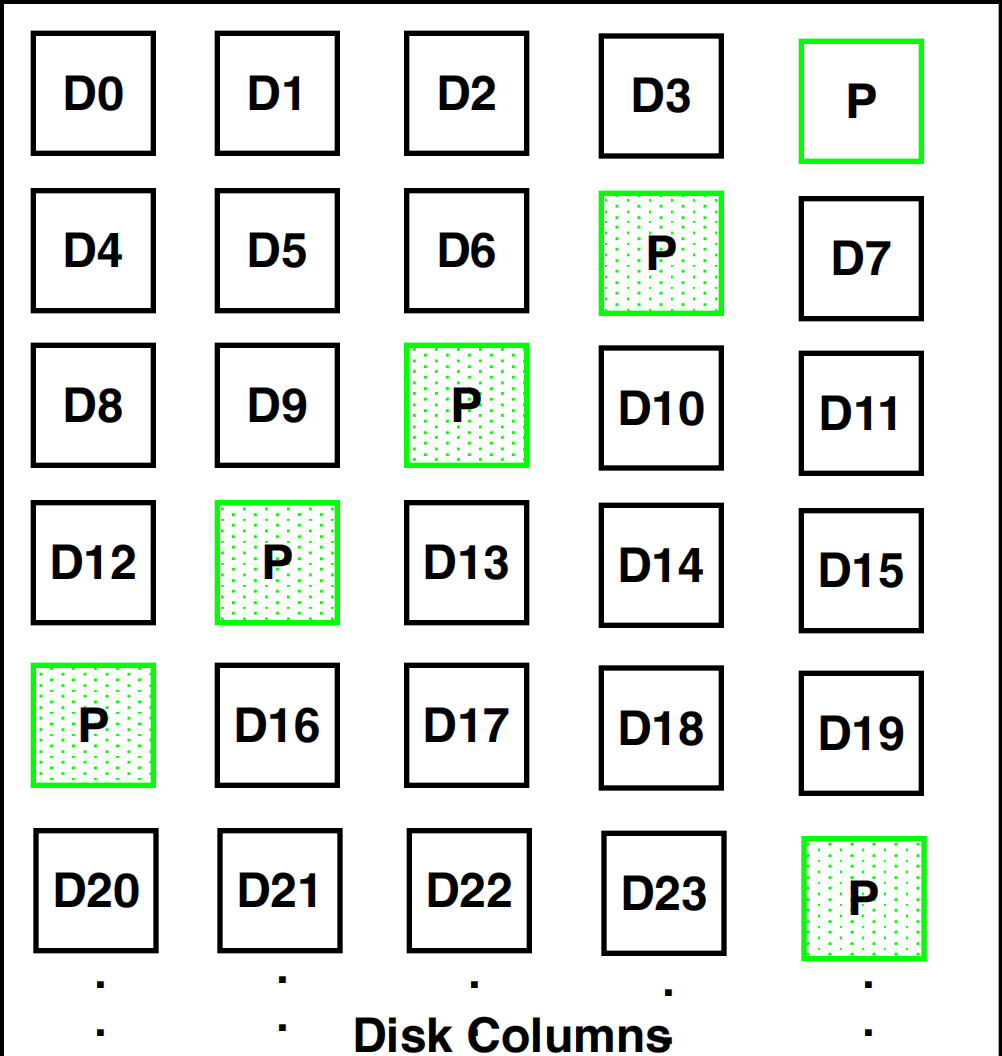 D0 D1 D2 D3 P
D4 D5 D6 P D7
D8 D9 P D10 D11
D12 P D13 D14 D15
P D16 D17 D18 D19
D20 D21 D22 D23 P
Disk Columns